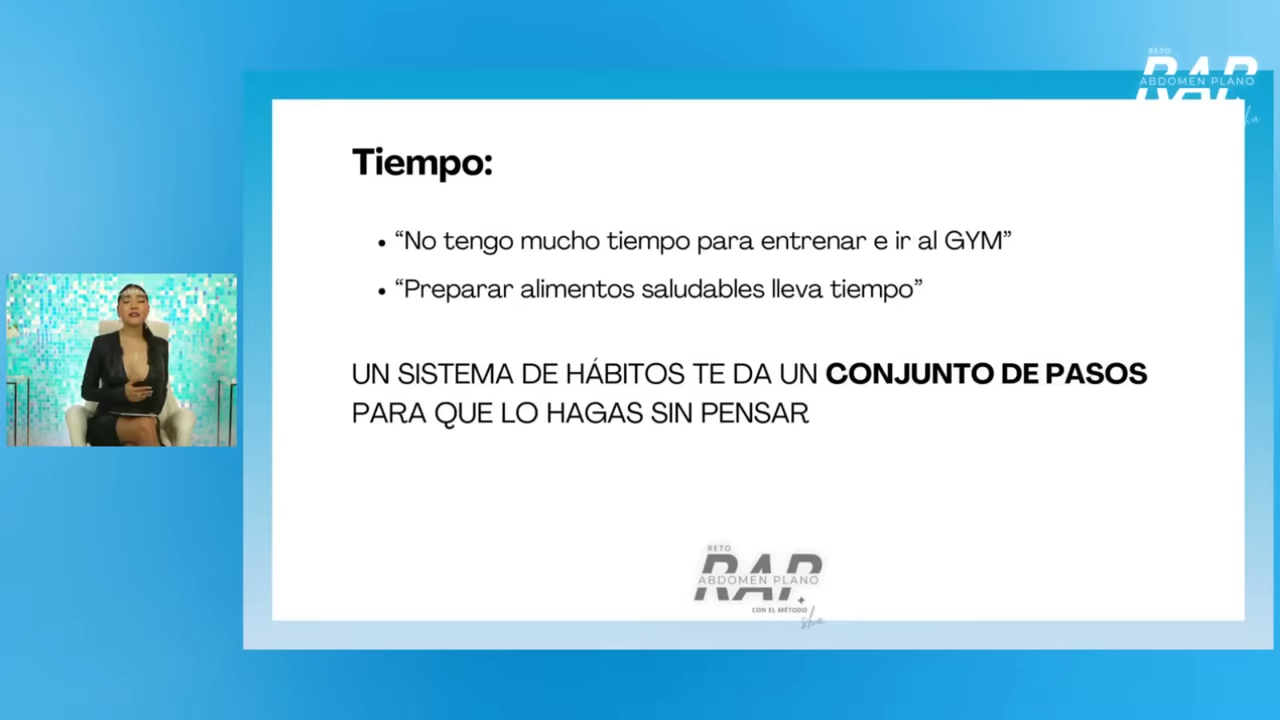 RETO
RAP
ABDOMEN PLANO
Tiempo:
• “No tengo mucho tiempo para entrenar e ir al GYM”
• “Preparar alimentos saludables lleva tiempo”
UN SISTEMA DE HÁBITOS TE DA UN CONJUNTO DE PASOS
PARA QUE LO HAGAS SIN PENSAR
RETO
RAP
ABDOMEN PLANO
CON EL MÉTODO
sha